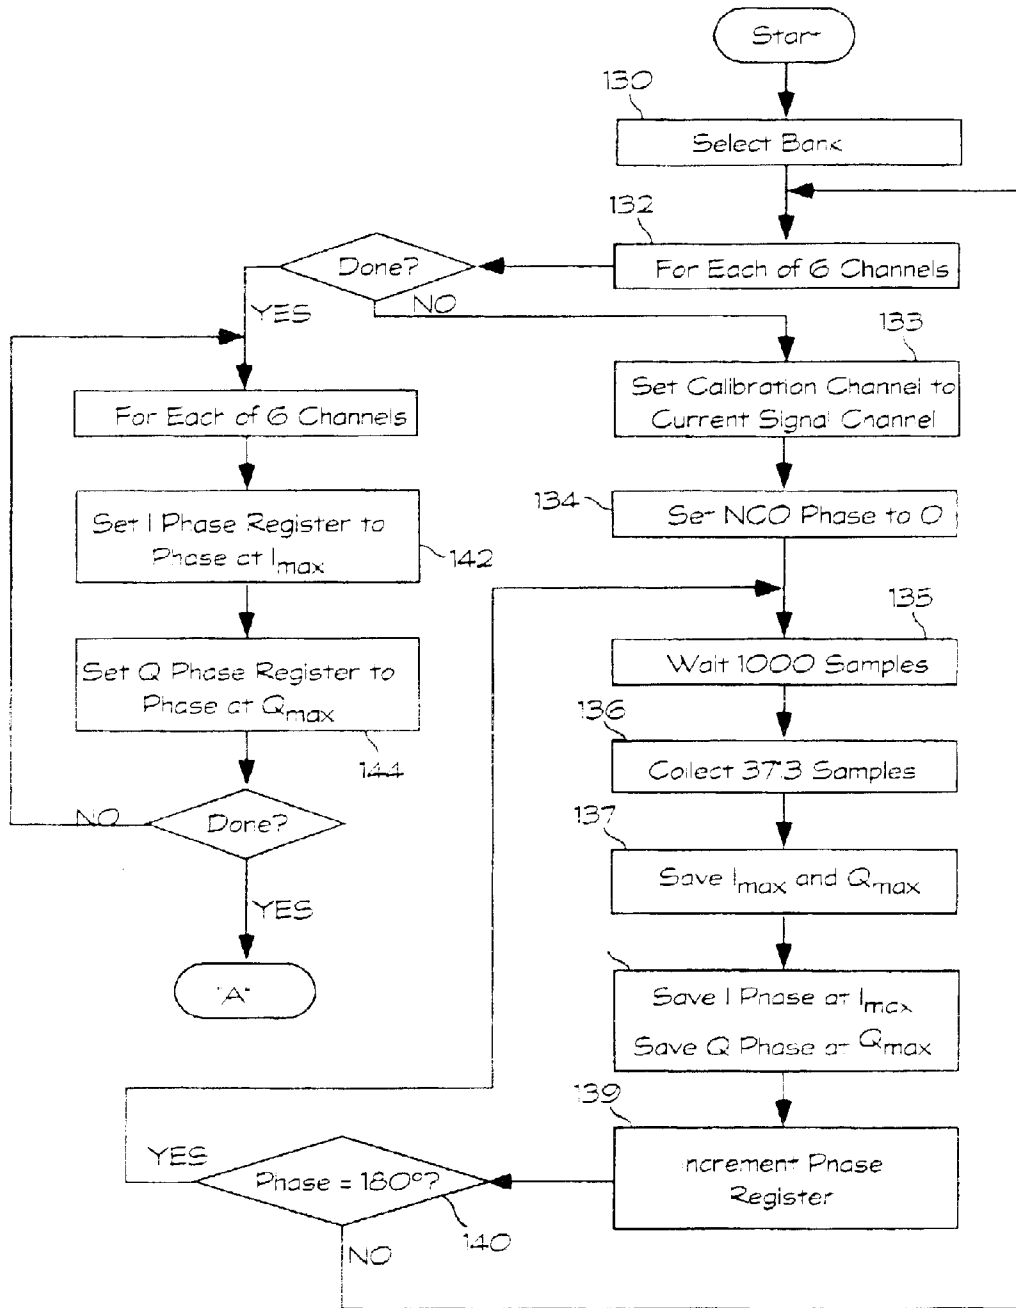 Start
130
Select Bank
132
For Each of 6 Channels
Done?
YES
NO
133
Set Calibration Channel to
Current Signal Channel
For Each of 6 Channels
134
Set NCO Phase to 0
Set I Phase Register to
Phase at Imax
142
135
Wait 1000 Samples
Set Q Phase Register to
Phase at Qmax
144
136
Collect 3713 Samples
NO
Done?
YES
137
Save Imax and Qmax
"A"
Save I Phase at Imax
Save Q Phase at Qmax
139
Increment Phase
Register
YES
Phase = 180°?
140
NO